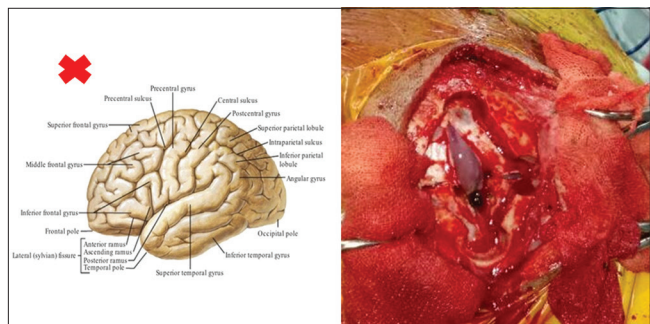 Precentral gyrus
Precentral sulcus
Central sulcus
Postcentral gyrus
Superior frontal gyrus
Superior parietal lobule
Intraparietal sulcus
Middle frontal gyrus
Inferior parietal
lobule
Angular gyrus
Inferior frontal gyrus
Frontal pole
Occipital pole
Anterior ramus
Ascending ramus
Lateral (sylvian) fissure
Posterior ramus
Temporal pole
Inferior temporal gyrus
Superior temporal gyrus